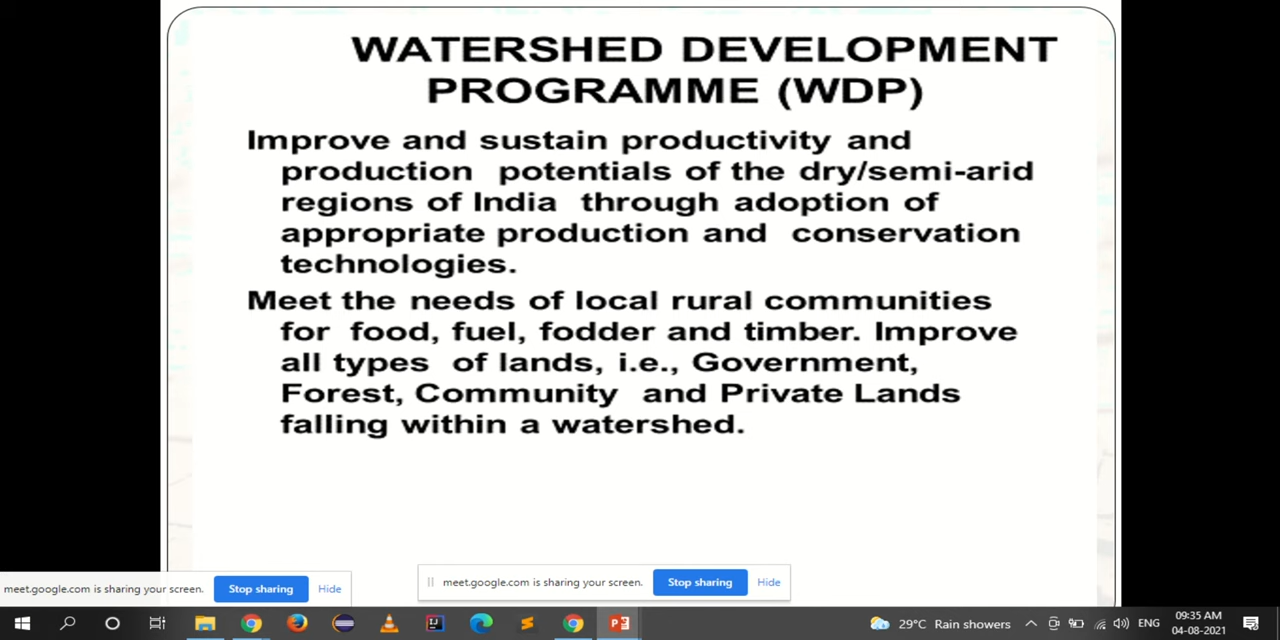 WATERSHED DEVELOPMENT
PROGRAMME (WDP)
Improve and sustain productivity and
production potentials of the dry/semi-arid
regions of India through adoption of
appropriate production and conservation
technologies.
Meet the needs of local rural communities
for food, fuel, fodder and timber. Improve
all types of lands, i.e., Government,
Forest, Community and Private Lands
falling within a watershed.
meet.google.com is sharing your screen. Stop sharing Hide
meet.google.com is sharing your screen. Stop sharing Hide
29°C Rain showers ENG 09:35 AM
04-08-2021